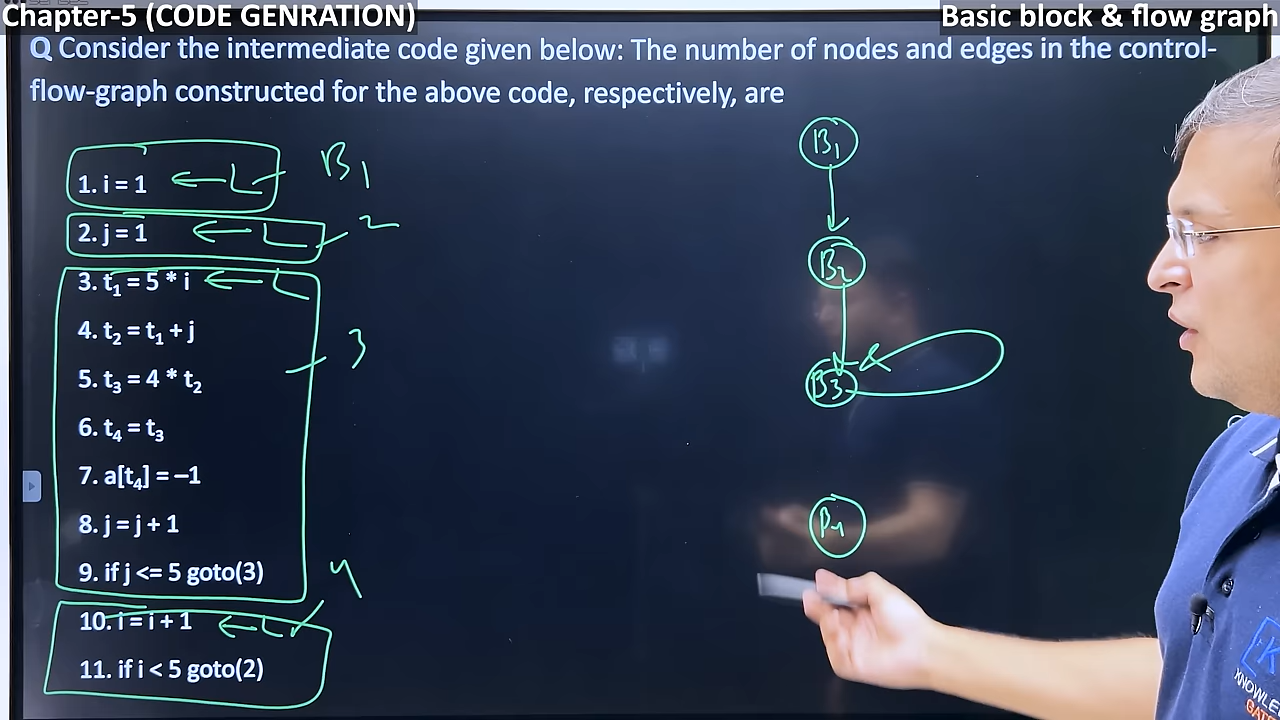 Chapter-5 (CODE GENRATION)
Basic block & flow graph
Q Consider the intermediate code given below: The number of nodes and edges in the control-
flow-graph constructed for the above code, respectively, are
1. i = 1 ← L B1
2. j = 1 ← L 2
3. t1 = 5 * i ← L
4. t2 = t1 + j
5. t3 = 4 * t2
3
6. t4 = t3
7. a[t4] = –1
8. j = j + 1
9. if j <= 5 goto(3)
4
10. i = i + 1 ← L
11. if i < 5 goto(2)
B1
B2
B3
B4
KNOWLE
GAT